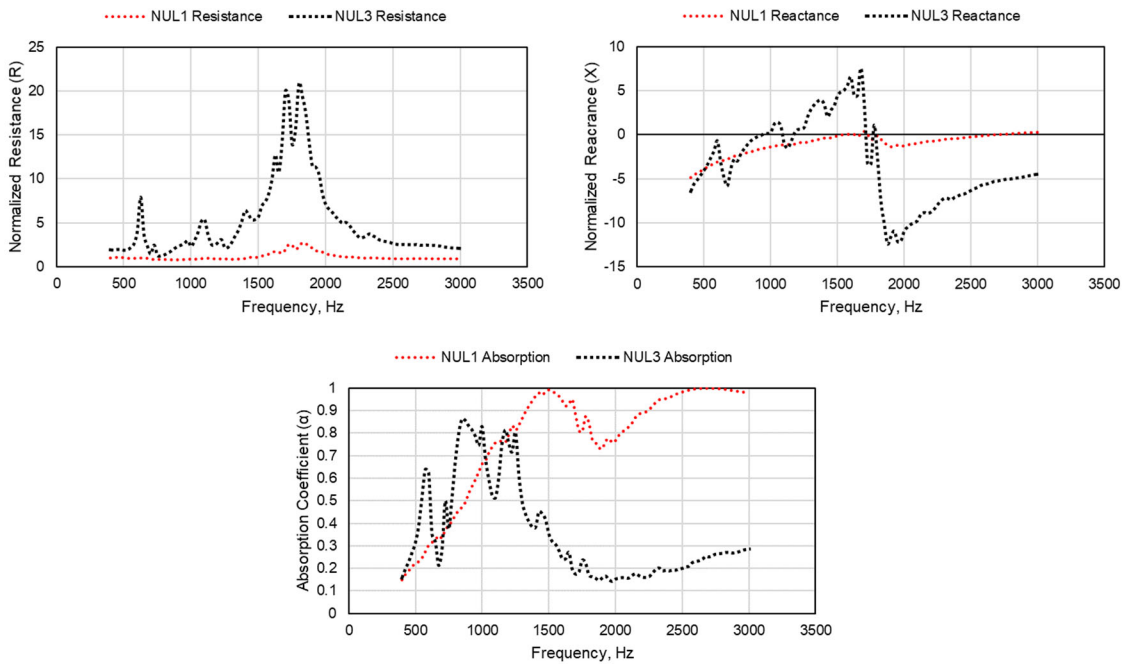 NUL1 Resistance NUL3 Resistance
25
20
15
10
5
0
Normalized Resistance (R)
0 500 1000 1500 2000 2500 3000 3500
Frequency, Hz
NUL1 Reactance NUL3 Reactance
10
5
0
-5
-10
-15
Normalized Reacrance (X)
0 500 1000 1500 2000 2500 3000 3500
Frequency, Hz
NUL1 Absorption NUL3 Absorption
1
0.9
0.8
0.7
0.6
0.5
0.4
0.3
0.2
0.1
0
Absorption Coefficient (α)
0 500 1000 1500 2000 2500 3000 3500
Frequency, Hz